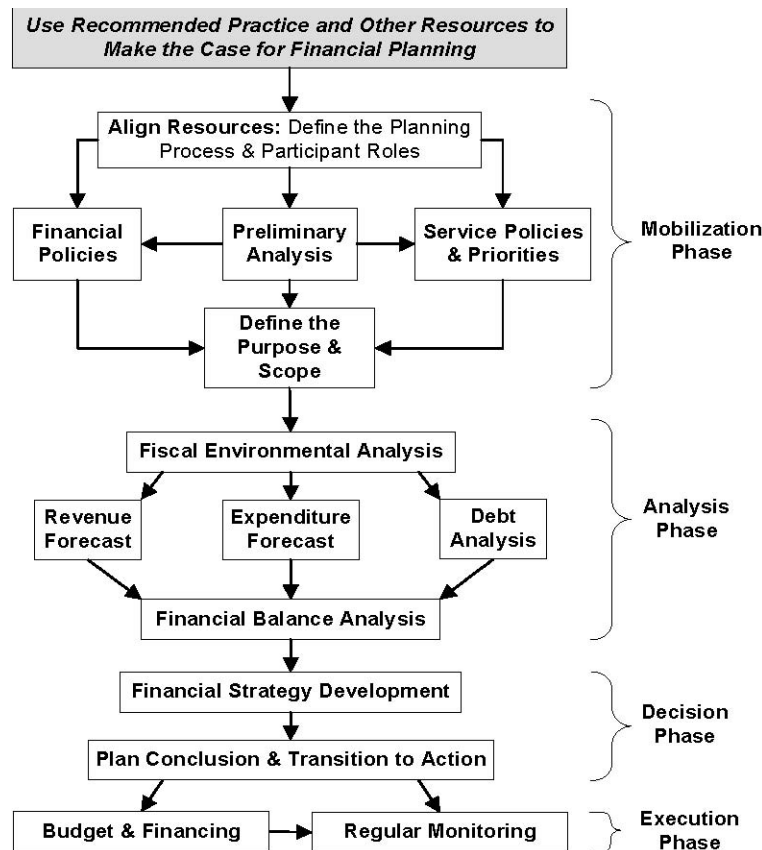 Use Recommended Practice and Other Resources to
Make the Case for Financial Planning
Align Resources: Define the Planning
Process & Participant Roles
Financial
Policies
Preliminary
Analysis
Service Policies
& Priorities
Mobilization
Phase
Define the
Purpose &
Scope
Fiscal Environmental Analysis
Revenue
Forecast
Expenditure
Forecast
Debt
Analysis
Analysis
Phase
Financial Balance Analysis
Financial Strategy Development
Decision
Phase
Plan Conclusion & Transition to Action
Budget & Financing
Regular Monitoring
Execution
Phase